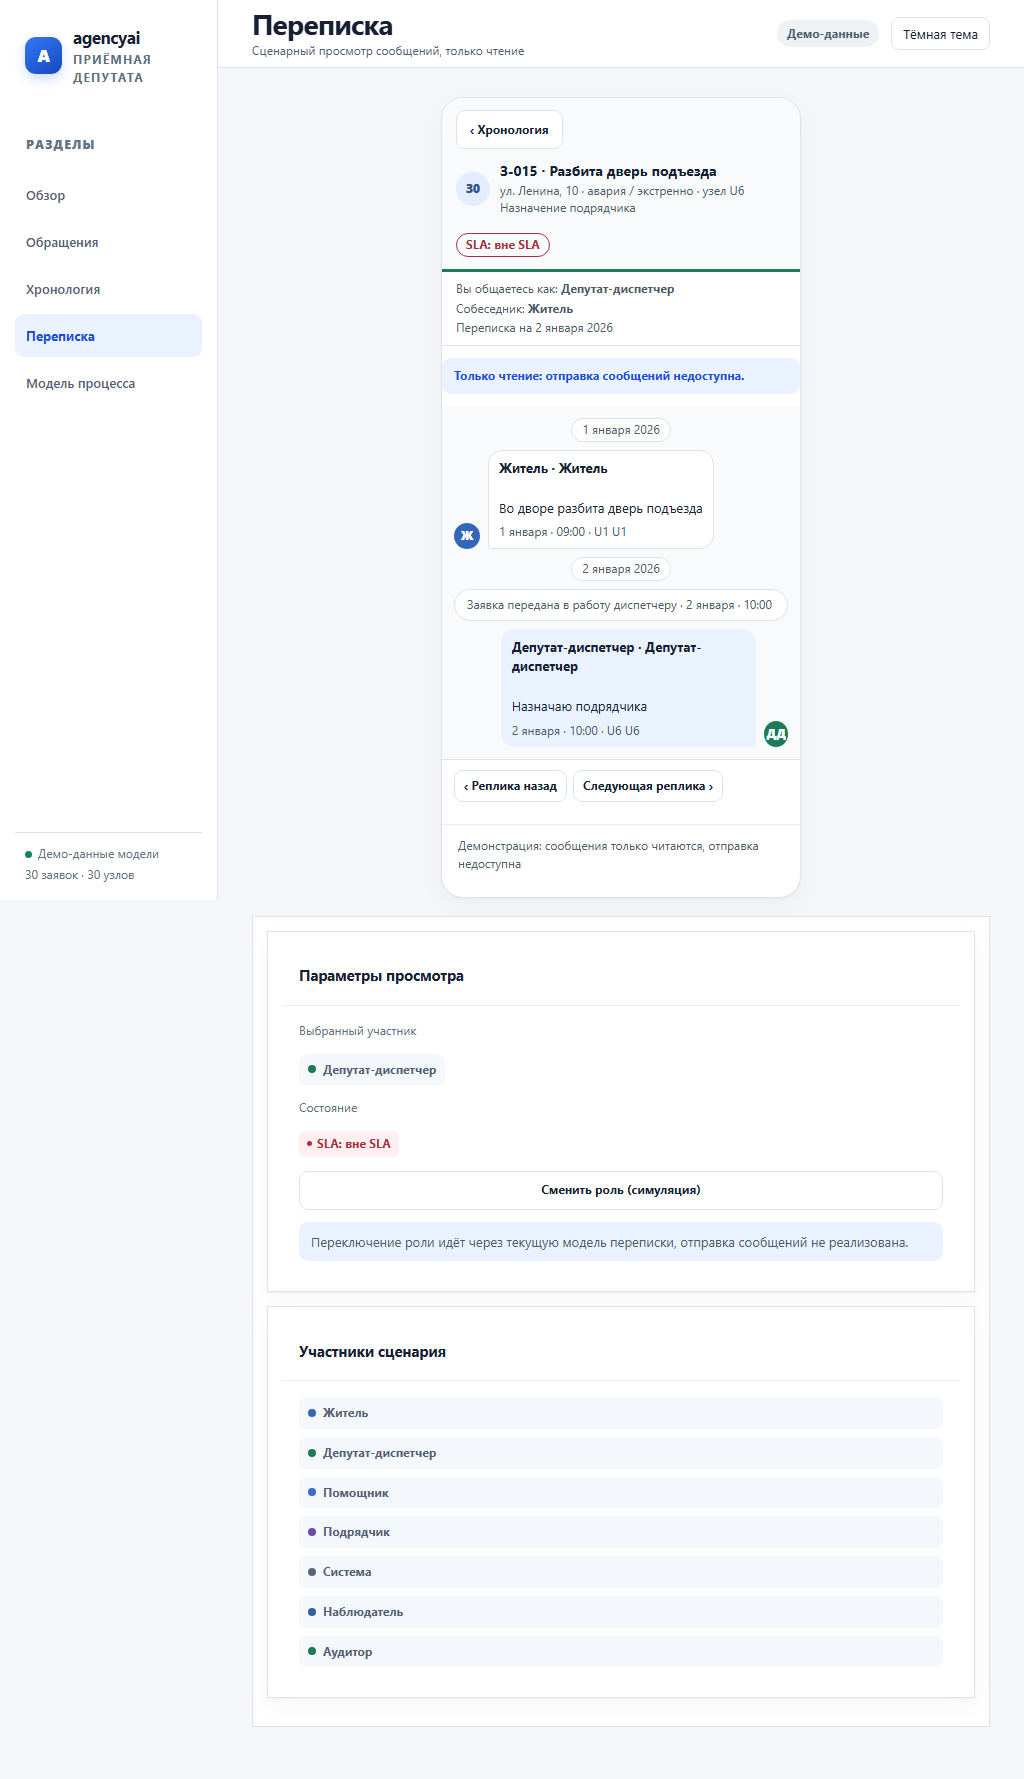 A
agencyai
ПРИЁМНАЯ
ДЕПУТАТА
РАЗДЕЛЫ
Обзор
Обращения
Хронология
Переписка
Модель процесса
Демо-данные модели
30 заявок · 30 узлов
Переписка
Сценарный просмотр сообщений, только чтение
Демо-данные
Тёмная тема
‹ Хронология
30
З-015 · Разбита дверь подъезда
ул. Ленина, 10 · авария / экстренно · узел U6
Назначение подрядчика
SLA: вне SLA
Вы общаетесь как: Депутат-диспетчер
Собеседник: Житель
Переписка на 2 января 2026
Только чтение: отправка сообщений недоступна.
1 января 2026
Житель · Житель
Во дворе разбита дверь подъезда
1 января · 09:00 · U1 U1
Ж
2 января 2026
Заявка передана в работу диспетчеру · 2 января · 10:00
Депутат-диспетчер · Депутат-
диспетчер
Назначаю подрядчика
2 января · 10:00 · U6 U6
ДД
‹ Реплика назад
Следующая реплика ›
Демонстрация: сообщения только читаются, отправка
недоступна
Параметры просмотра
Выбранный участник
Депутат-диспетчер
Состояние
SLA: вне SLA
Сменить роль (симуляция)
Переключение роли идёт через текущую модель переписки, отправка сообщений не реализована.
Участники сценария
Житель
Депутат-диспетчер
Помощник
Подрядчик
Система
Наблюдатель
Аудитор